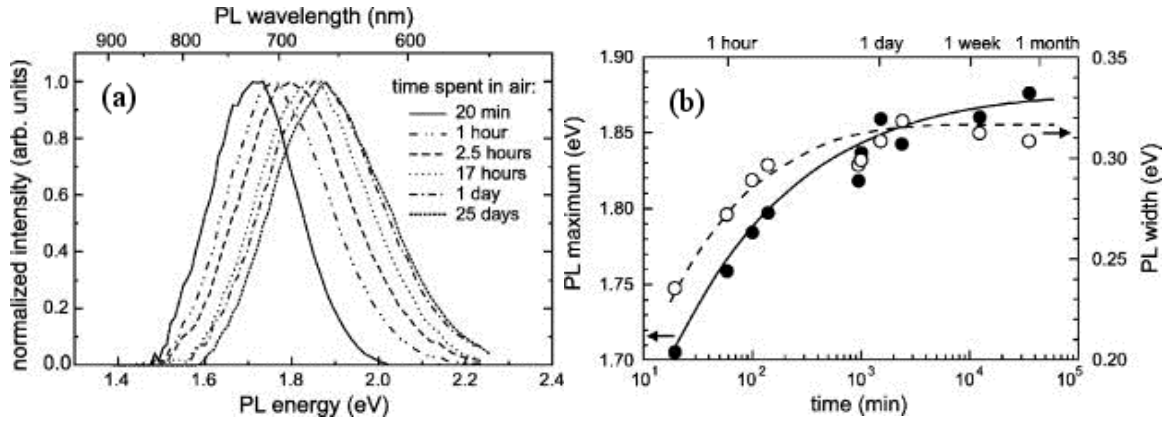 PL wavelength (nm)
900 800 700 600
(a)
time spent in air:
20 min
1 hour
2.5 hours
17 hours
1 day
25 days
normalized intensity (arb. units)
1.0
0.8
0.6
0.4
0.2
0.0
1.4 1.6 1.8 2.0 2.2 2.4
PL energy (eV)
1 hour 1 day 1 week 1 month
(b)
PL maximum (eV)
1.90
1.85
1.80
1.75
1.70
0.35
0.30
0.25
0.20
PL width (eV)
10¹ 10² 10³ 10⁴ 10⁵
time (min)